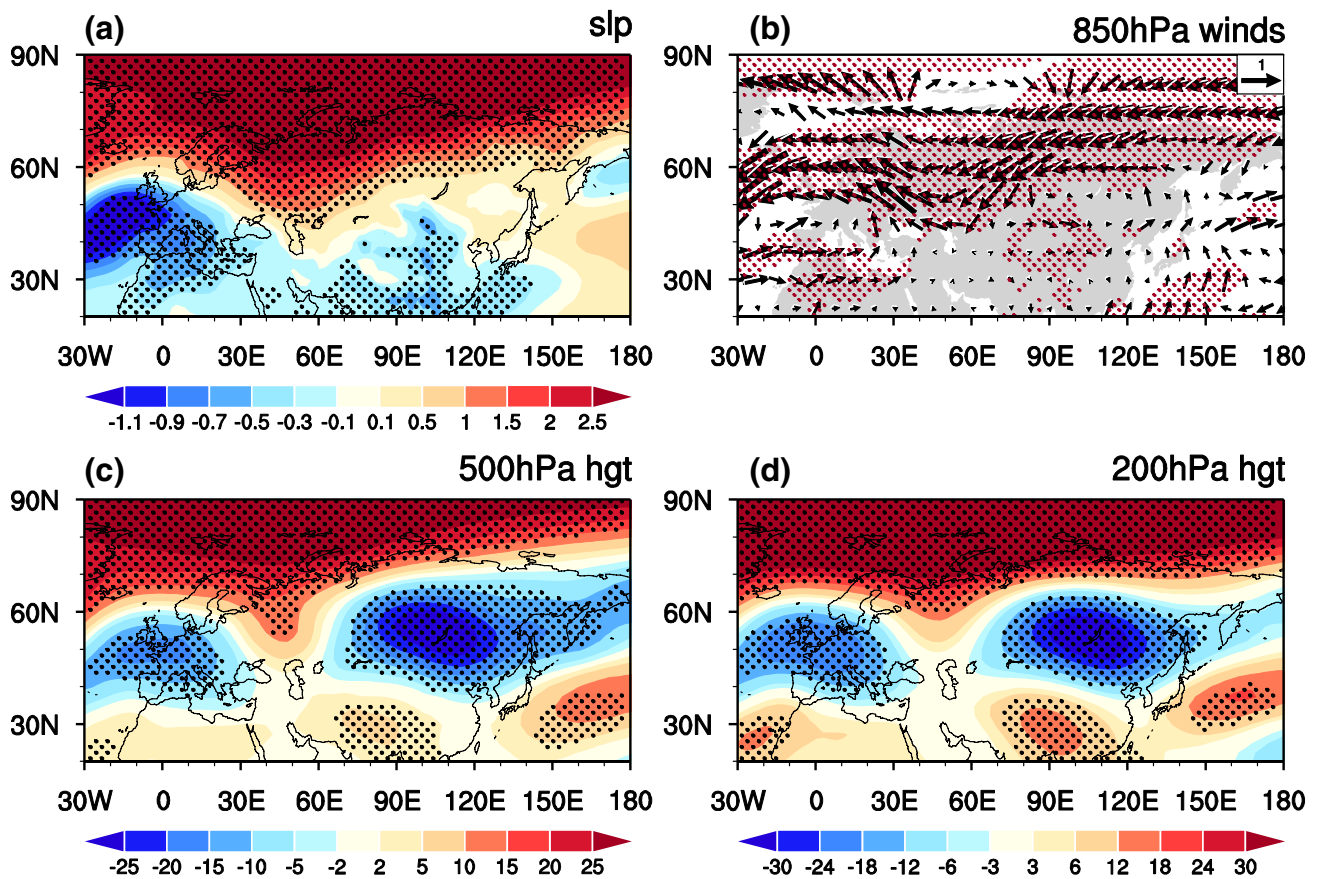 (a) slp
90N
60N
30N
30W 0 30E 60E 90E 120E 150E 180
-1.1 -0.9 -0.7 -0.5 -0.3 -0.1 0.1 0.5 1 1.5 2 2.5
(b) 850hPa winds
1
90N
60N
30N
30W 0 30E 60E 90E 120E 150E 180
(c) 500hPa hgt
90N
60N
30N
30W 0 30E 60E 90E 120E 150E 180
-25 -20 -15 -10 -5 -2 2 5 10 15 20 25
(d) 200hPa hgt
90N
60N
30N
30W 0 30E 60E 90E 120E 150E 180
-30 -24 -18 -12 -6 -3 3 6 12 18 24 30